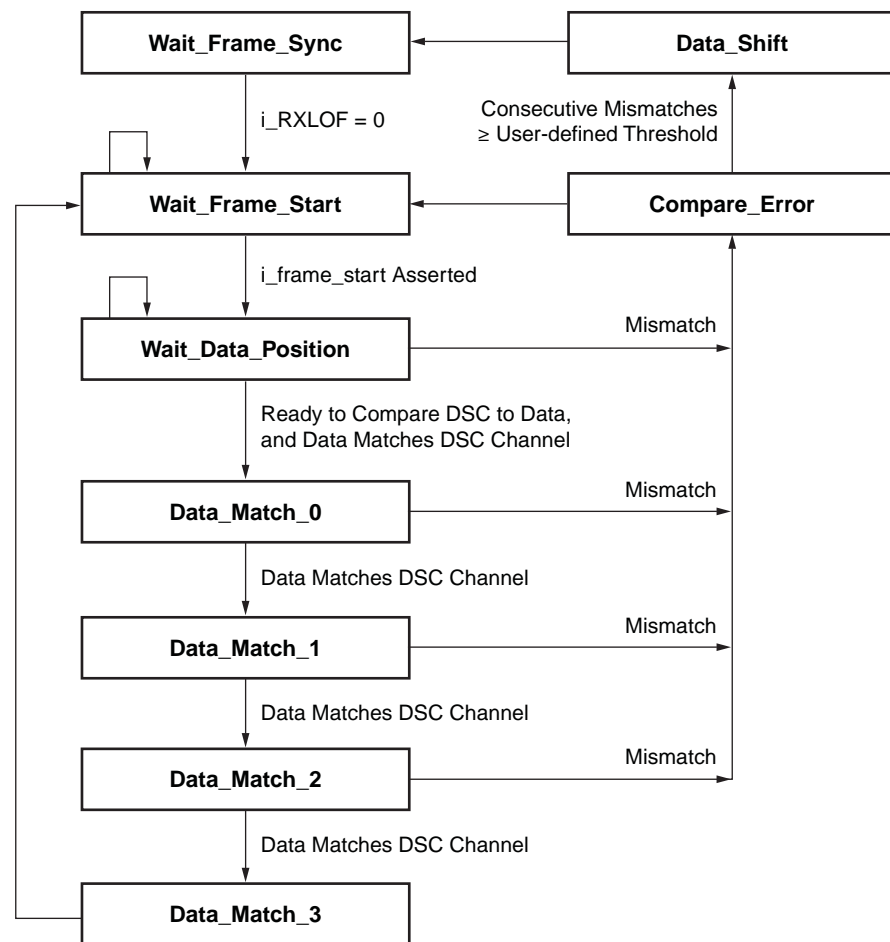 Wait_Frame_Sync
Data_Shift
i_RXLOF = 0
Consecutive Mismatches
≥ User-defined Threshold
Wait_Frame_Start
Compare_Error
i_frame_start Asserted
Wait_Data_Position
Mismatch
Ready to Compare DSC to Data,
and Data Matches DSC Channel
Data_Match_0
Mismatch
Data Matches DSC Channel
Data_Match_1
Mismatch
Data Matches DSC Channel
Data_Match_2
Mismatch
Data Matches DSC Channel
Data_Match_3